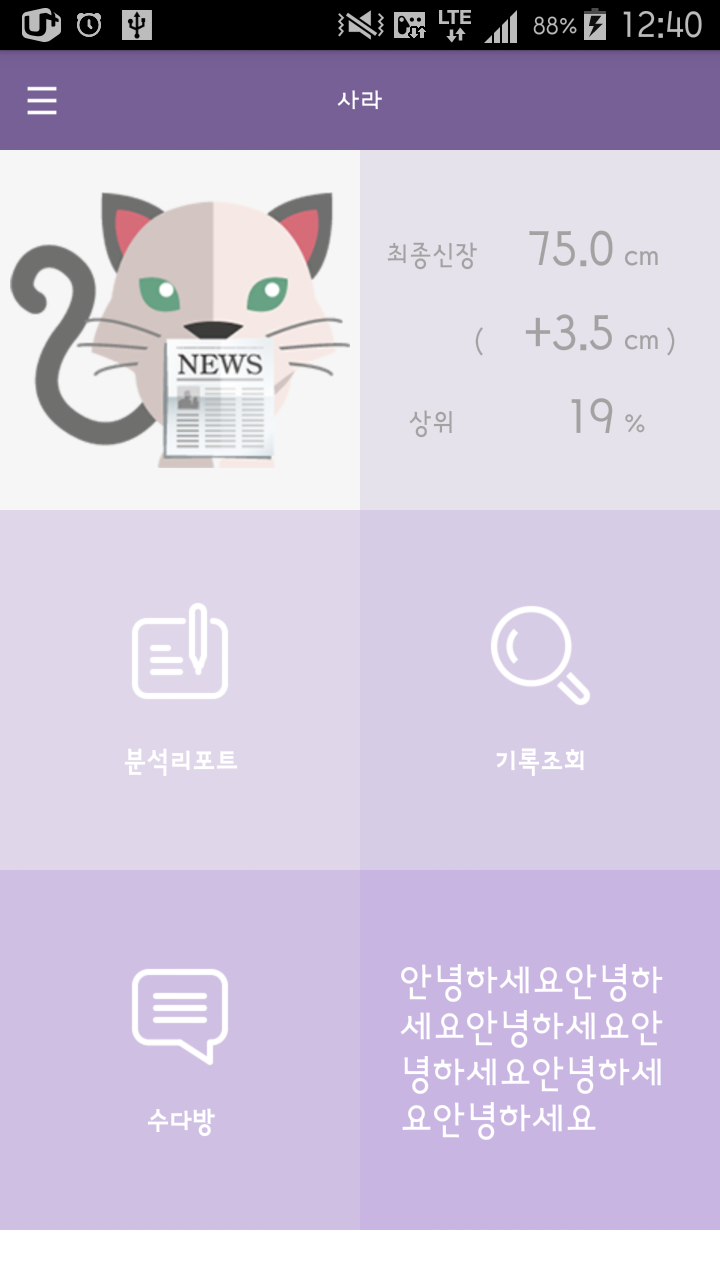 U+ LTE 88% 12:40
사라
NEWS
최종신장 75.0 cm
( +3.5 cm )
상위 19 %
분석리포트
기록조회
수다방
안녕하세요안녕하
세요안녕하세요안
녕하세요안녕하세
요안녕하세요